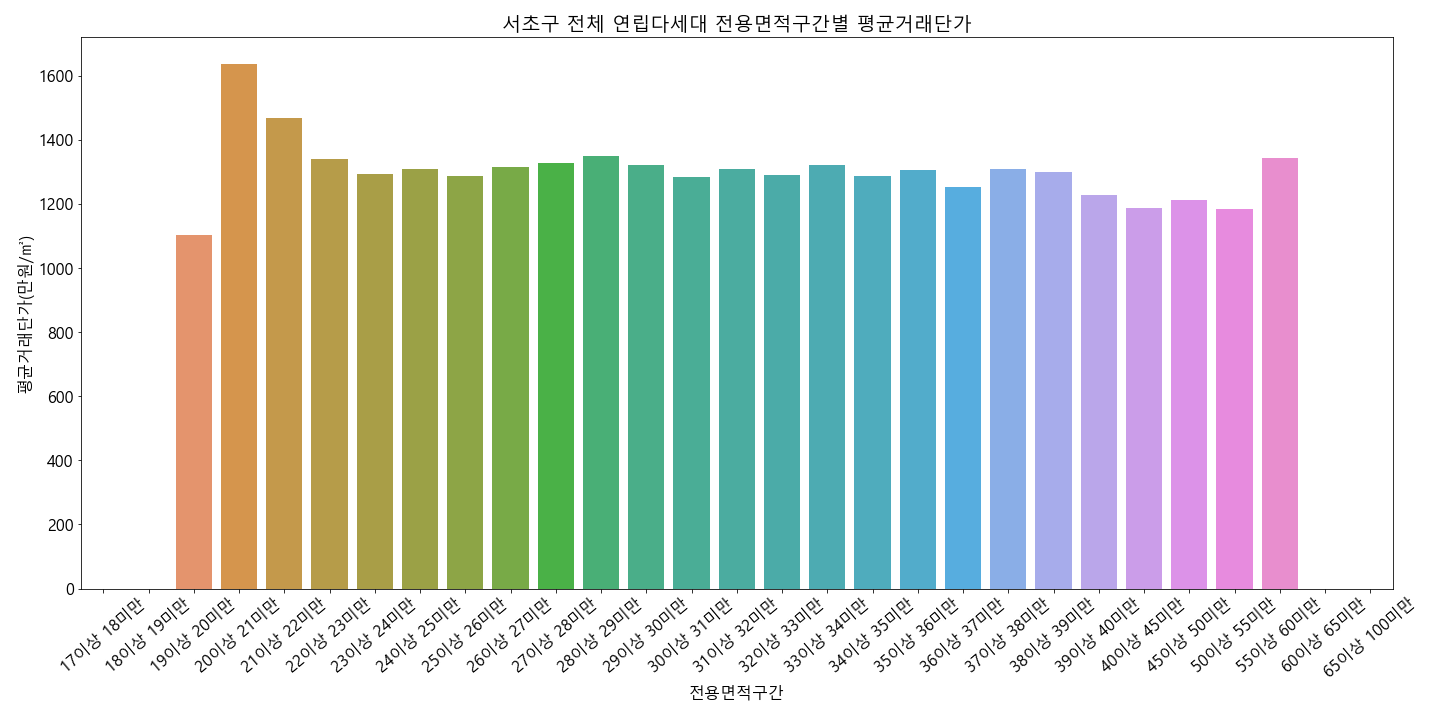 서초구 전체 연립다세대 전용면적구간별 평균거래단가
평균거래단가(만원/㎡)
1600
1400
1200
1000
800
600
400
200
0
17이상 18미만
18이상 19미만
19이상 20미만
20이상 21미만
21이상 22미만
22이상 23미만
23이상 24미만
24이상 25미만
25이상 26미만
26이상 27미만
27이상 28미만
28이상 29미만
29이상 30미만
30이상 31미만
31이상 32미만
32이상 33미만
33이상 34미만
34이상 35미만
35이상 36미만
36이상 37미만
37이상 38미만
38이상 39미만
39이상 40미만
40이상 45미만
45이상 50미만
50이상 55미만
55이상 60미만
60이상 65미만
65이상 100미만
전용면적구간